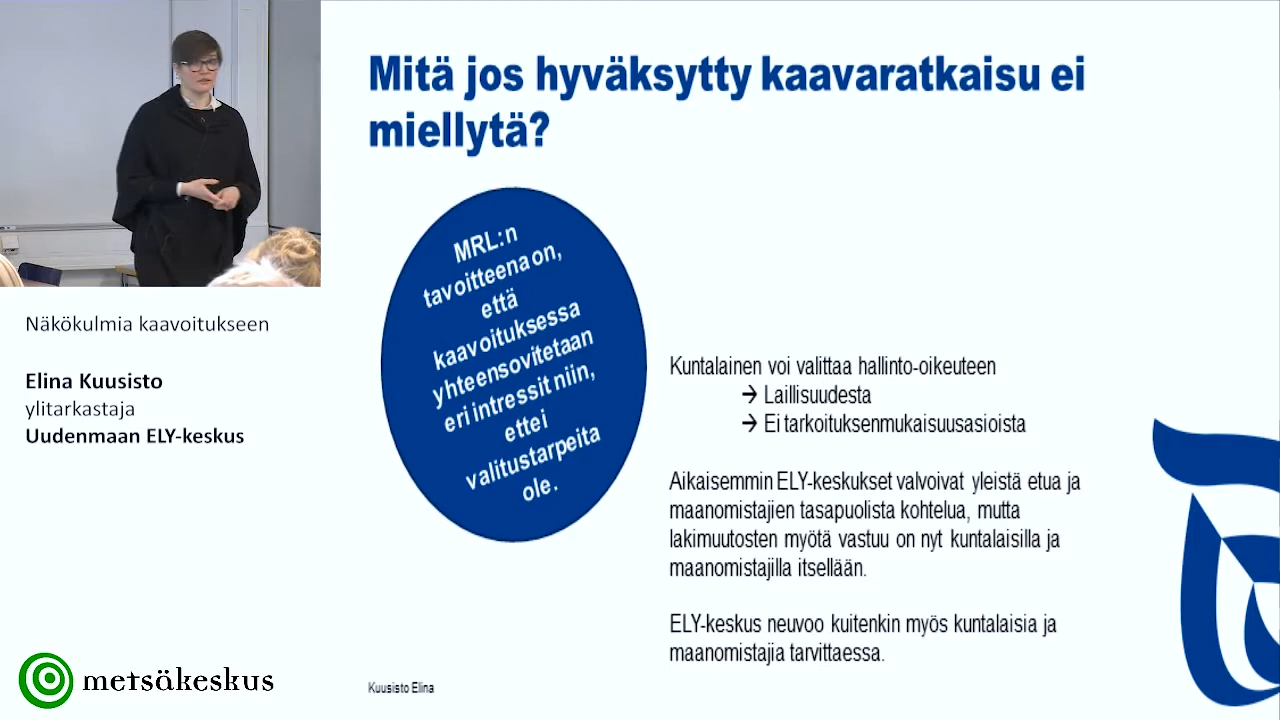 Mitä jos hyväksytty kaavaratkaisu ei
miellytä?
MRL:n
tavoitteena on,
että
kaavoituksessa
yhteensovitetaan
eri intressit niin,
ettei
valitustarpeita
ole.
Näkökulmia kaavoitukseen
Elina Kuusisto
ylitarkastaja
Uudenmaan ELY-keskus
Kuntalainen voi valittaa hallinto-oikeuteen
→ Laillisuudesta
→ Ei tarkoituksenmukaisuusasioista
Aikaisemmin ELY-keskukset valvoivat yleistä etua ja
maanomistajien tasapuolista kohtelua, mutta
lakimuutosten myötä vastuu on nyt kuntalaisilla ja
maanomistajilla itsellään.
ELY-keskus neuvoo kuitenkin myös kuntalaisia ja
maanomistajia tarvittaessa.
metsäkeskus
Kuusisto Elina